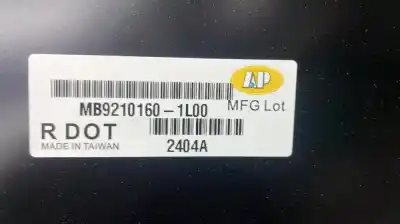 AP
MB9210160-1L00
MFG Lot
R DOT
MADE IN TAIWAN
2404A